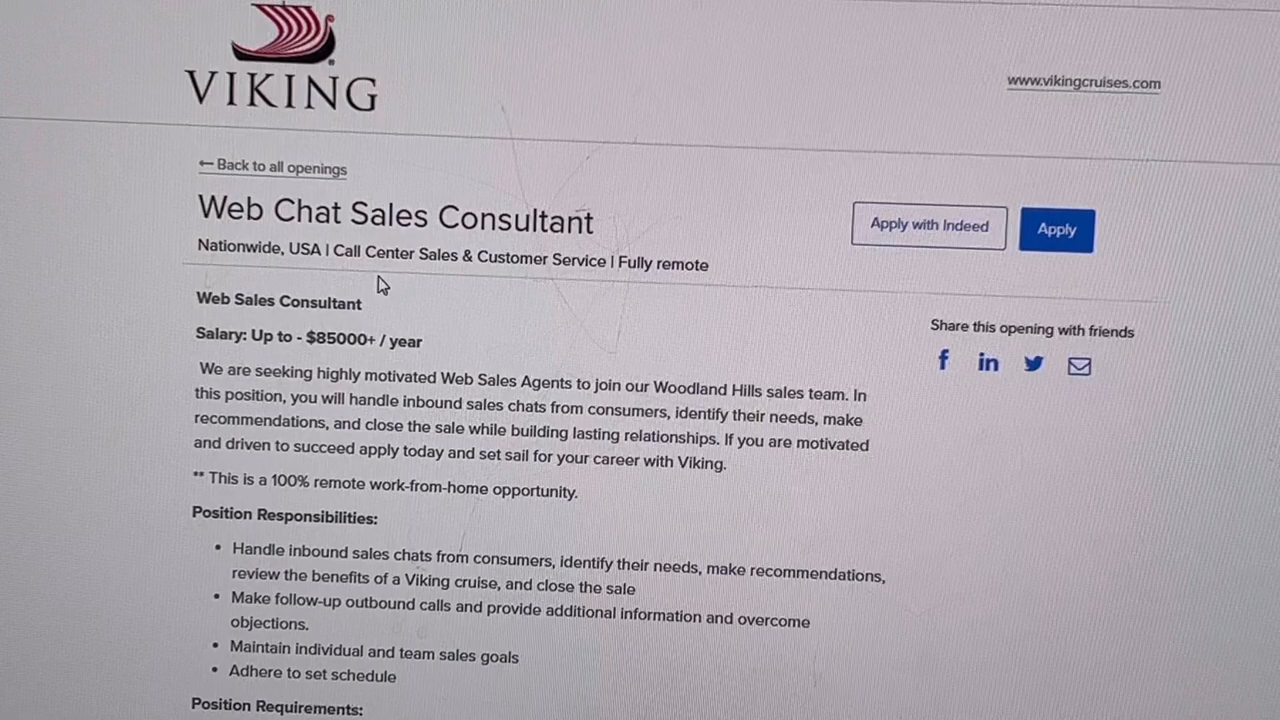 VIKING
www.vikingcruises.com
← Back to all openings
Web Chat Sales Consultant
Apply with Indeed
Apply
Nationwide, USA | Call Center Sales & Customer Service | Fully remote
Web Sales Consultant
Share this opening with friends
Salary: Up to - $85000+ / year
We are seeking highly motivated Web Sales Agents to join our Woodland Hills sales team. In
this position, you will handle inbound sales chats from consumers, identify their needs, make
recommendations, and close the sale while building lasting relationships. If you are motivated
and driven to succeed apply today and set sail for your career with Viking.
** This is a 100% remote work-from-home opportunity.
Position Responsibilities:
• Handle inbound sales chats from consumers, identify their needs, make recommendations,
review the benefits of a Viking cruise, and close the sale
• Make follow-up outbound calls and provide additional information and overcome
objections.
• Maintain individual and team sales goals
• Adhere to set schedule
Position Requirements: